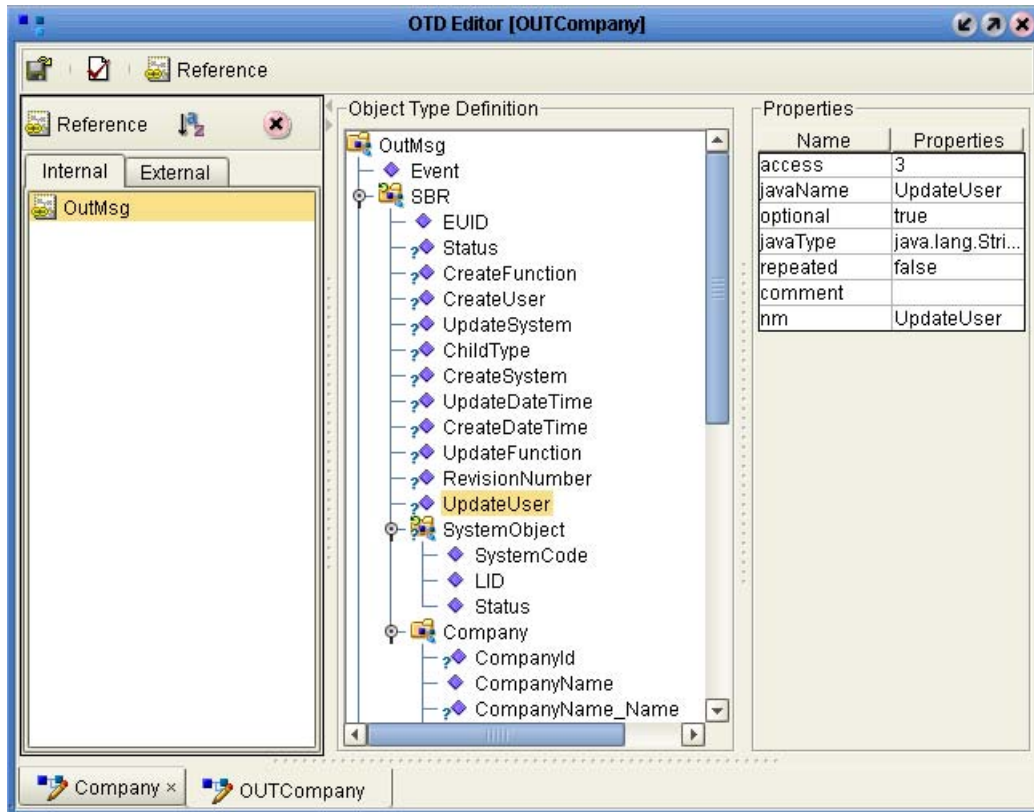 OTD Editor [OUTCompany]
Reference
Reference
Internal External
OutMsg
Object Type Definition
OutMsg
Event
SBR
EUID
Status
CreateFunction
CreateUser
UpdateSystem
ChildType
CreateSystem
UpdateDateTime
CreateDateTime
UpdateFunction
RevisionNumber
UpdateUser
SystemObject
SystemCode
LID
Status
Company
CompanyId
CompanyName
CompanyName_Name
Properties
Name Properties
access 3
javaName UpdateUser
optional true
javaType java.lang.Stri...
repeated false
comment
nm UpdateUser
Company × OUTCompany